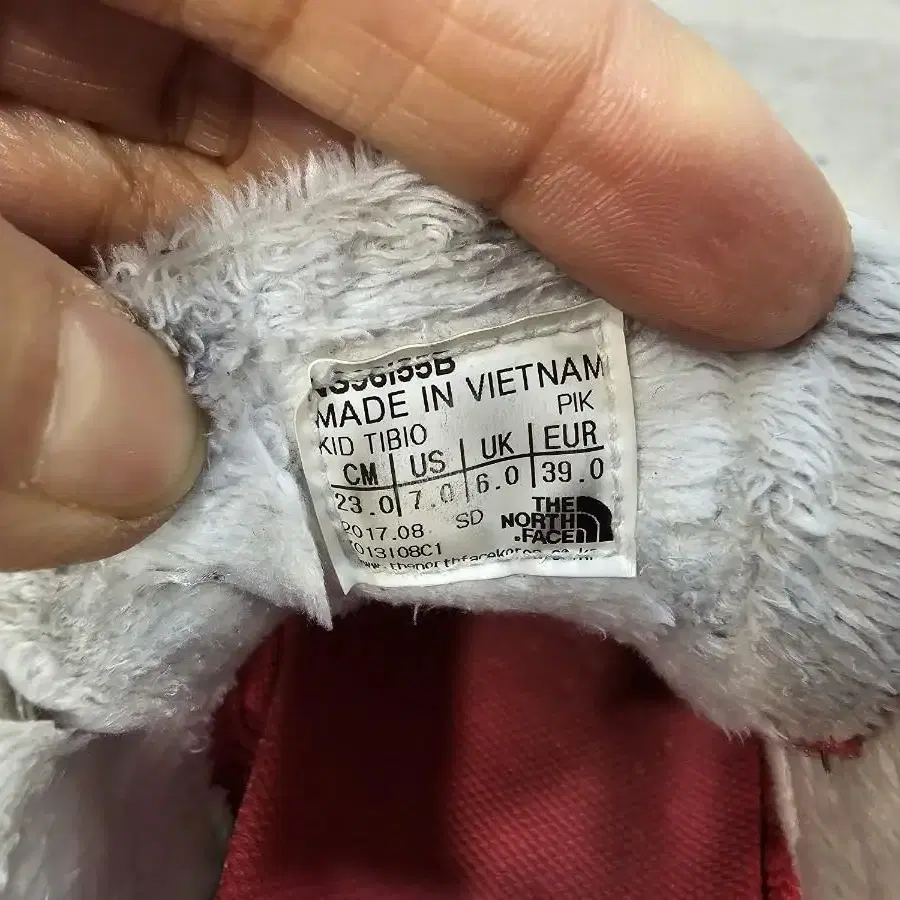 MADE IN VIETNAM
PIK
KID TIBIO
CM US UK EUR
23.0 7.0 6.0 39.0
2017.08 SD
THE
NORTH
FACE
013108C1